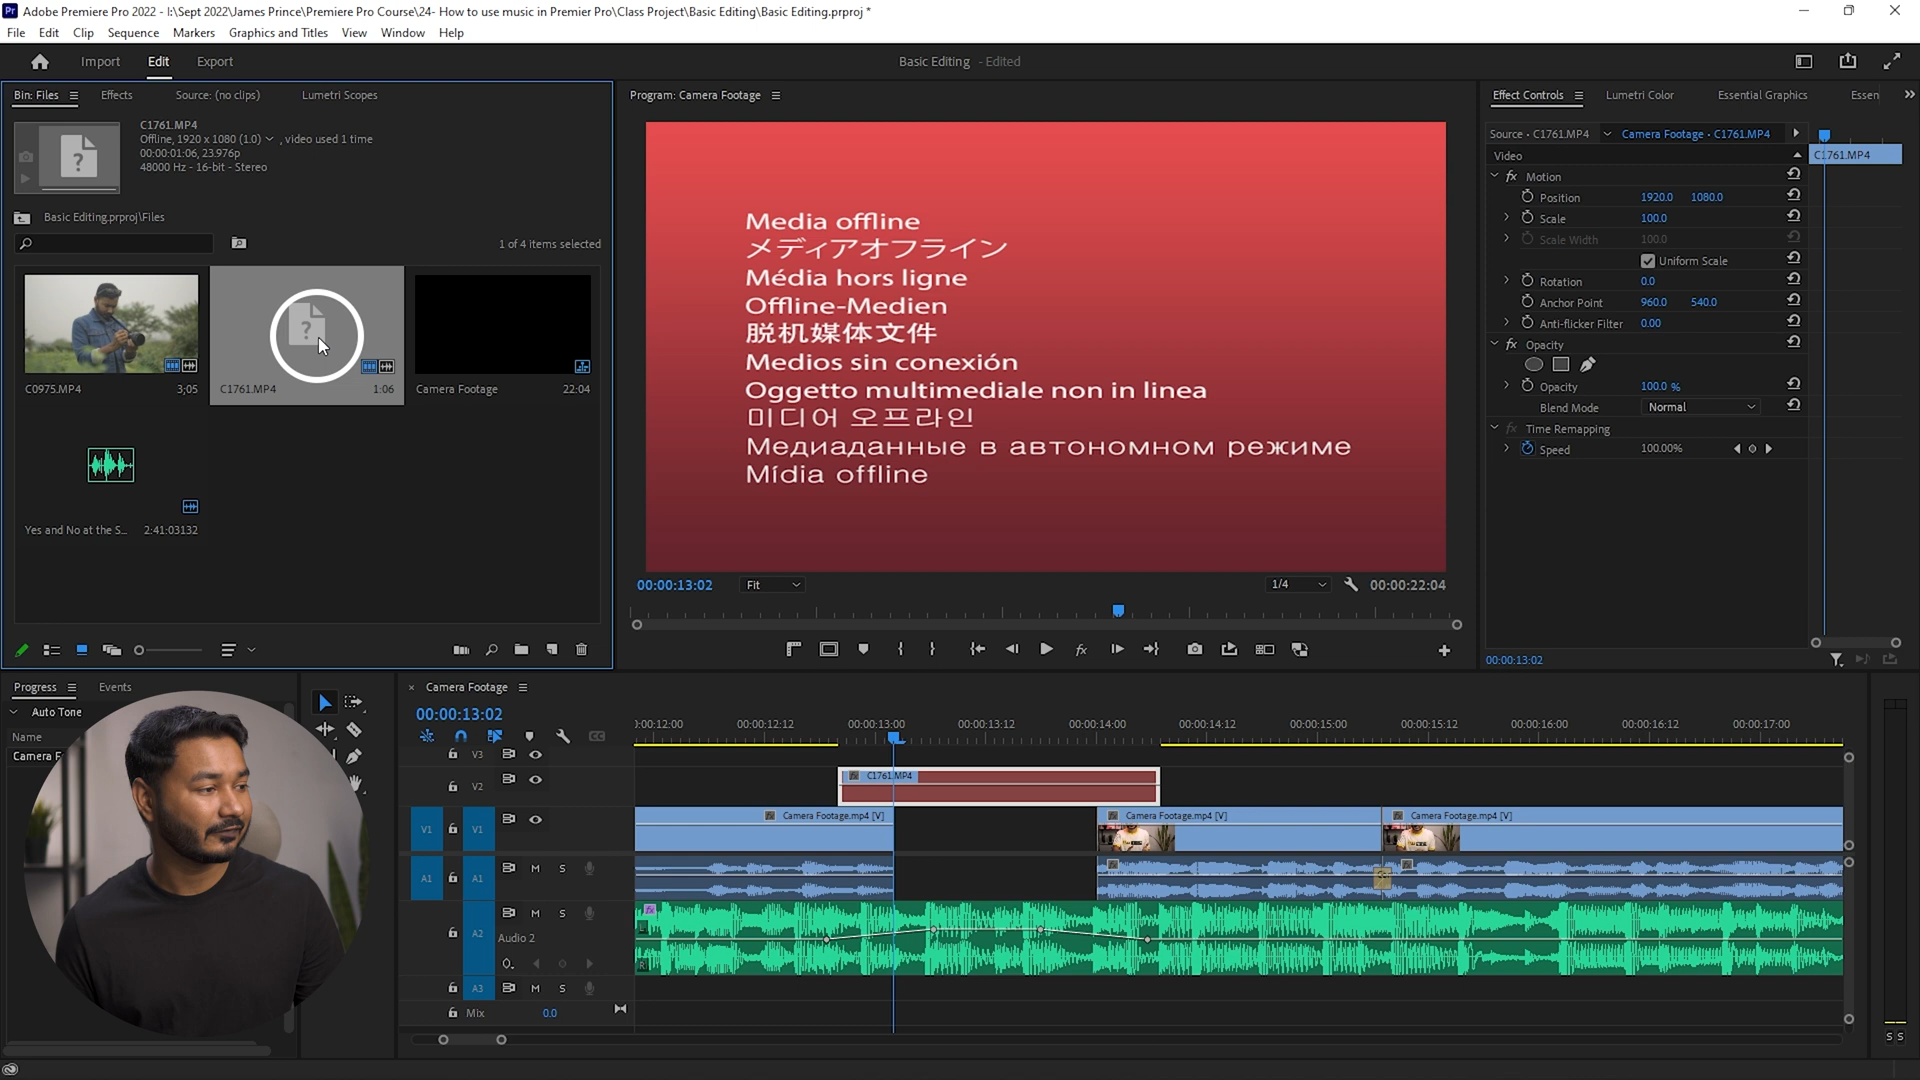 Adobe Premiere Pro 2022 - I:\Sept 2022\James Prince\Premiere Pro Course\24- How to use music in Premier Pro\Class Project\Basic Editing\Basic Editing.prproj *
File Edit Clip Sequence Markers Graphics and Titles View Window Help
Import Edit Export
Basic Editing - Edited
Bin: Files Effects Source: (no clips) Lumetri Scopes
C1761.MP4
Offline, 1920 x 1080 (1.0) , video used 1 time
00:00:01:06, 23.976p
48000 Hz - 16-bit - Stereo
Basic Editing.prproj\Files
1 of 4 items selected
C0975.MP4 3;05
C1761.MP4 1:06
Camera Footage 22:04
Yes and No at the S... 2:41:03132
Program: Camera Footage
Media offline
メディアオフライン
Média hors ligne
Offline-Medien
脱机媒体文件
Medios sin conexión
Oggetto multimediale non in linea
미디어 오프라인
Медиаданные в автономном режиме
Mídia offline
00:00:13:02 Fit 1/4 00:00:22:04
Effect Controls Lumetri Color Essential Graphics Essen
Source - C1761.MP4 Camera Footage - C1761.MP4
Video C1761.MP4
fx Motion
Position 1920.0 1080.0
Scale 100.0
Scale Width 100.0
Uniform Scale
Rotation 0.0
Anchor Point 960.0 540.0
Anti-flicker Filter 0.00
fx Opacity
Opacity 100.0 %
Blend Mode Normal
fx Time Remapping
Speed 100.00%
00:00:13:02
Progress Events
Auto Tone
Name
Camera F
Camera Footage
00:00:13:02
:00:12:00 00:00:12:12 00:00:13:00 00:00:13:12 00:00:14:00 00:00:14:12 00:00:15:00 00:00:15:12 00:00:16:00 00:00:16:12 00:00:17:00
V3
V2 fx C1761.MP4
V1 V1 fx Camera Footage.mp4 [V] fx Camera Footage.mp4 [V] fx Camera Footage.mp4 [V]
A1 A1 M S
A2 M S
Audio 2
L
R
A3 M S
Mix 0.0
S S